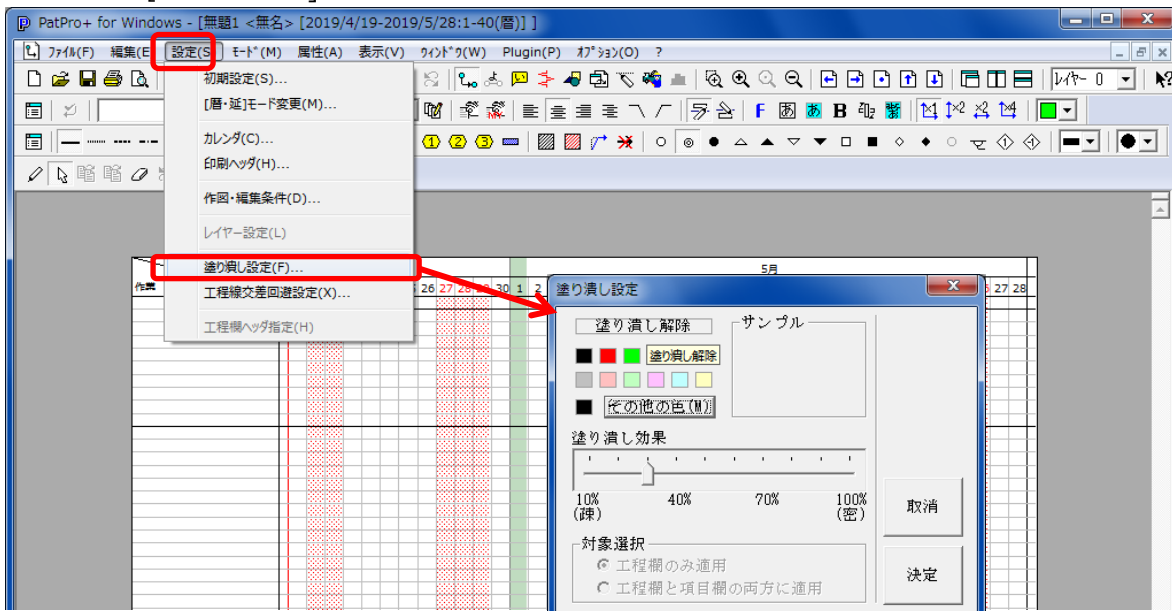 PatPro+ for Windows - [無題1 <無名> [2019/4/19-2019/5/28:1-40(暦)] ]
ﾌｧｲﾙ(F) 編集(E 設定(S) ﾓｰﾄﾞ(M) 属性(A) 表示(V) ｳｨﾝﾄﾞｳ(W) Plugin(P) ｵﾌﾟｼｮﾝ(O) ?
ﾚｲﾔｰ 0
F 囲 あ B
初期設定(S)...
[暦・延]モード変更(M)...
カレンダ(C)...
印刷ヘッダ(H)...
作図・編集条件(D)...
レイヤー設定(L)
塗り潰し設定(F)...
工程線交差回避設定(X)...
工程欄ヘッダ指定(H)
5月
作業
26 27 28 29 30 1 2
27 28
塗り潰し設定
塗り潰し解除
サンプル
塗り潰し解除
その他の色(M)
塗り潰し効果
10% 40% 70% 100%
(疎) (密)
取消
対象選択
工程欄のみ適用
工程欄と項目欄の両方に適用
決定